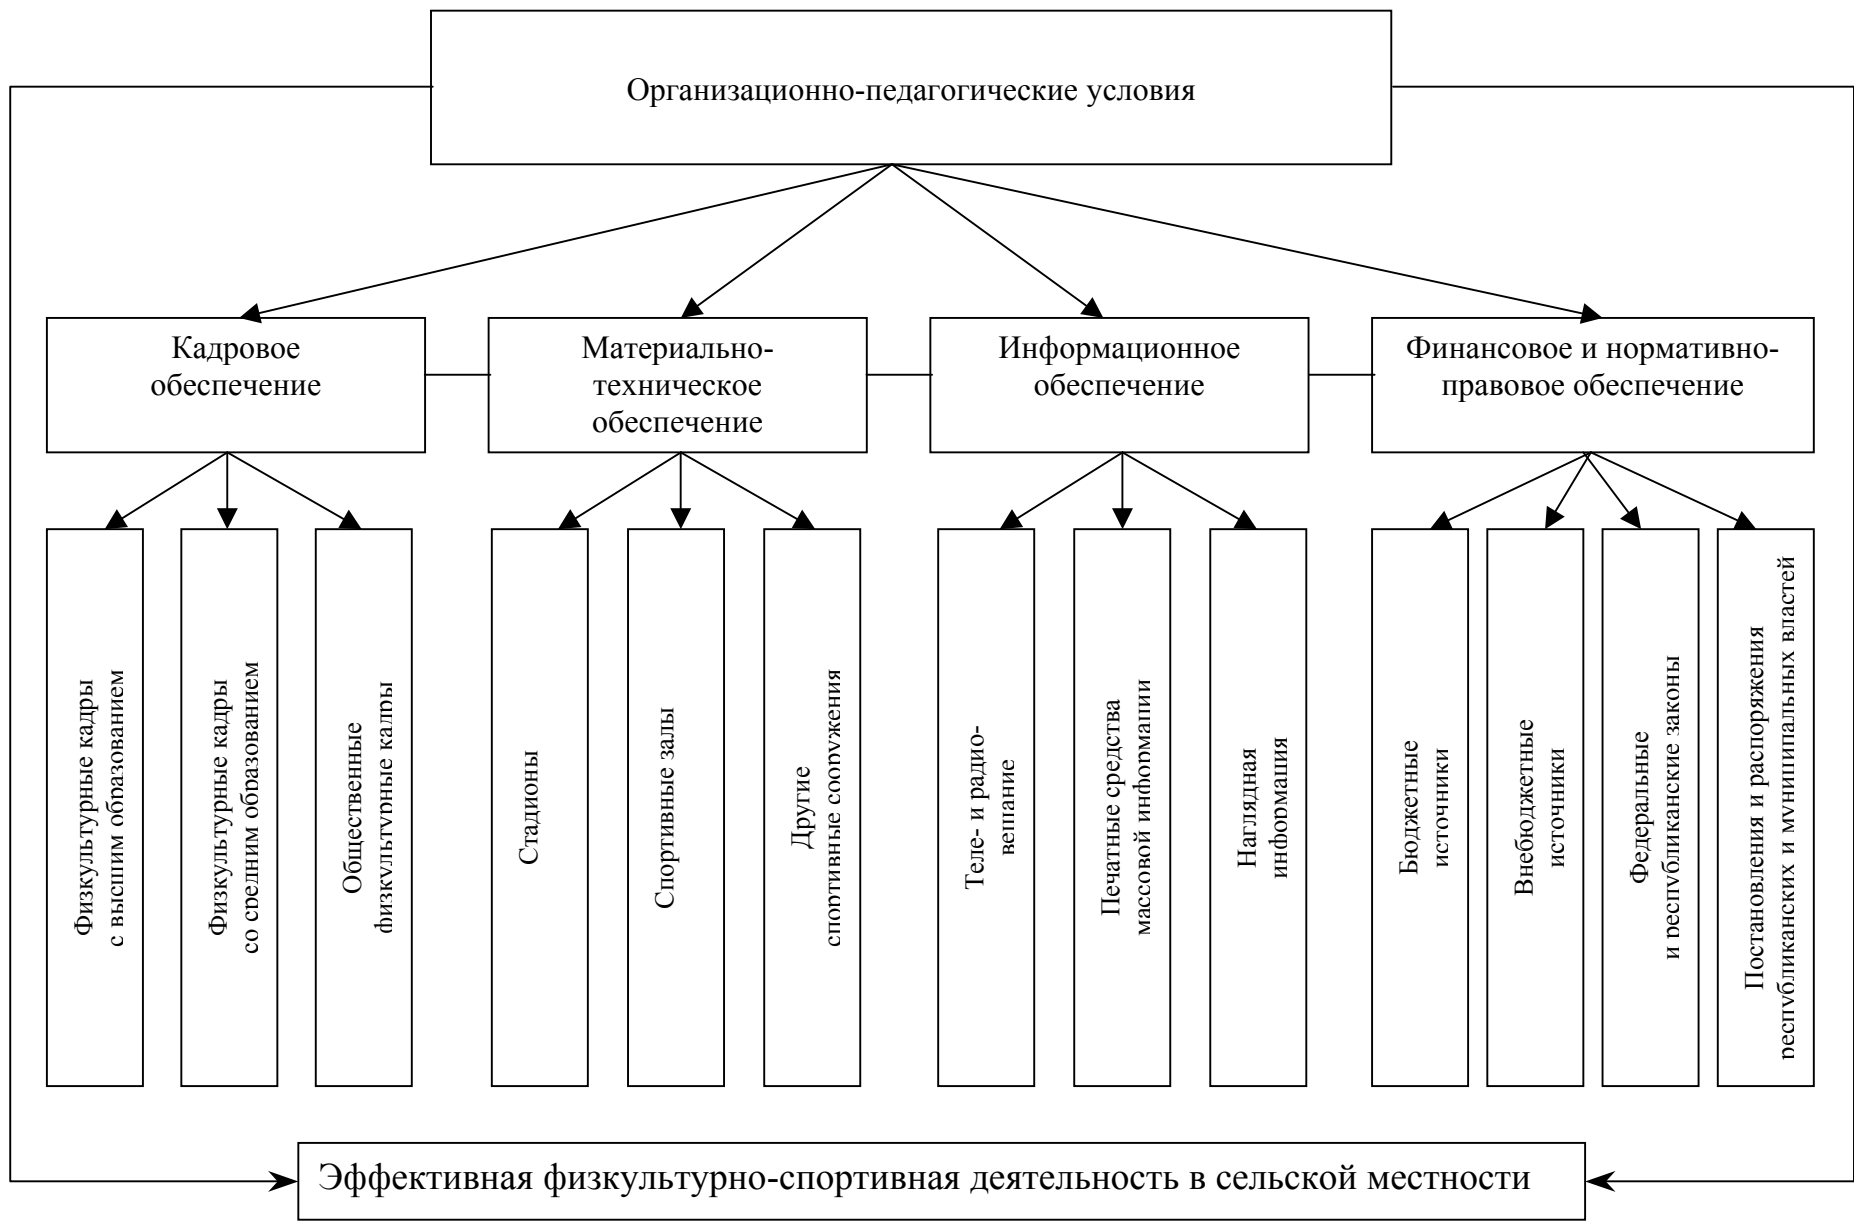 Организационно-педагогические условия
Кадровое
обеспечение
Материально-
техническое
обеспечение
Информационное
обеспечение
Финансовое и нормативно-
правовое обеспечение
Физкультурные кадры
с высшим образованием
Физкультурные кадры
со средним образованием
Общественные
физкультурные кадры
Стадионы
Спортивные залы
Другие
спортивные сооружения
Теле- и радио-
вещание
Печатные средства
массовой информации
Наглядная
информация
Бюджетные
источники
Внебюджетные
источники
Федеральные
и республиканские законы
Постановления и распоряжения
республиканских и муниципальных властей
Эффективная физкультурно-спортивная деятельность в сельской местности